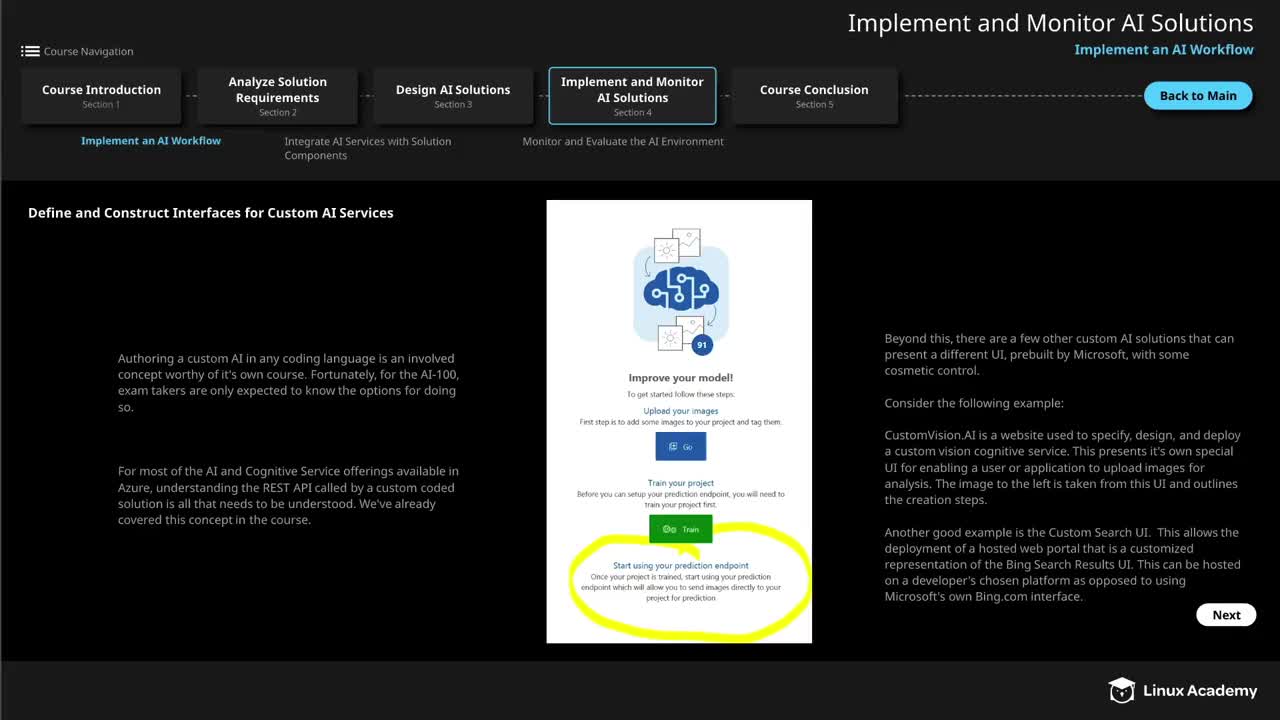 Implement and Monitor AI Solutions
Implement an AI Workflow
Course Navigation
Course Introduction
Section 1
Analyze Solution
Requirements
Section 2
Design AI Solutions
Section 3
Implement and Monitor
AI Solutions
Section 4
Course Conclusion
Section 5
Back to Main
Implement an AI Workflow
Integrate AI Services with Solution
Components
Monitor and Evaluate the AI Environment
Define and Construct Interfaces for Custom AI Services
Authoring a custom AI in any coding language is an involved
concept worthy of it's own course. Fortunately, for the AI-100,
exam takers are only expected to know the options for doing
so.
For most of the AI and Cognitive Service offerings available in
Azure, understanding the REST API called by a custom coded
solution is all that needs to be understood. We've already
covered this concept in the course.
91
Improve your model!
To get started follow these steps:
Upload your images
First step is to add some images to your project and tag them.
Go
Train your project
Before you can setup your prediction endpoint, you will need to
train your project first.
Train
Start using your prediction endpoint
Once your project is trained, start using your prediction
endpoint which will allow you to send images directly to your
project for prediction
Beyond this, there are a few other custom AI solutions that can
present a different UI, prebuilt by Microsoft, with some
cosmetic control.
Consider the following example:
CustomVision.AI is a website used to specify, design, and deploy
a custom vision cognitive service. This presents it's own special
UI for enabling a user or application to upload images for
analysis. The image to the left is taken from this UI and outlines
the creation steps.
Another good example is the Custom Search UI. This allows the
deployment of a hosted web portal that is a customized
representation of the Bing Search Results UI. This can be hosted
on a developer's chosen platform as opposed to using
Microsoft's own Bing.com interface.
Next
Linux Academy